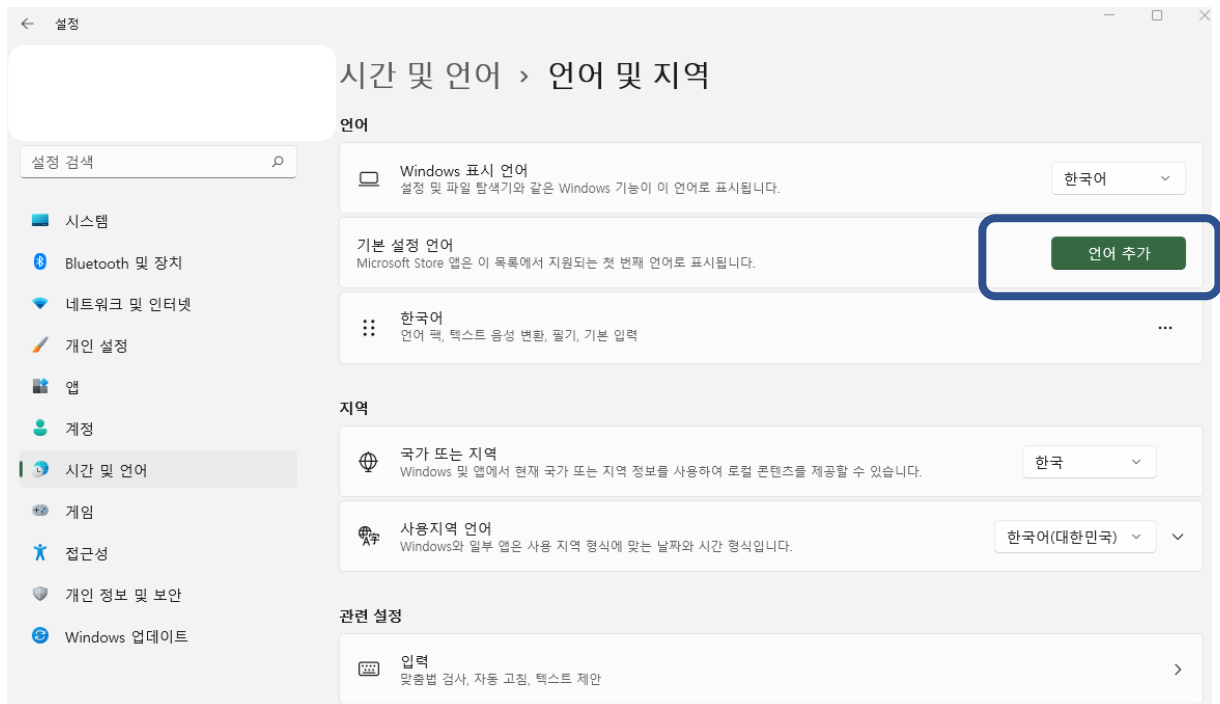 설정
시간 및 언어 › 언어 및 지역
언어
설정 검색
Windows 표시 언어
설정 및 파일 탐색기와 같은 Windows 기능이 이 언어로 표시됩니다.
한국어
시스템
기본 설정 언어
Microsoft Store 앱은 이 목록에서 지원되는 첫 번째 언어로 표시됩니다.
언어 추가
Bluetooth 및 장치
네트워크 및 인터넷
한국어
언어 팩, 텍스트 음성 변환, 필기, 기본 입력
개인 설정
앱
지역
계정
국가 또는 지역
Windows 및 앱에서 현재 국가 또는 지역 정보를 사용하여 로컬 콘텐츠를 제공할 수 있습니다.
한국
시간 및 언어
게임
사용지역 언어
Windows와 일부 앱은 사용 지역 형식에 맞는 날짜와 시간 형식입니다.
한국어(대한민국)
접근성
개인 정보 및 보안
관련 설정
Windows 업데이트
입력
맞춤법 검사, 자동 고침, 텍스트 제안